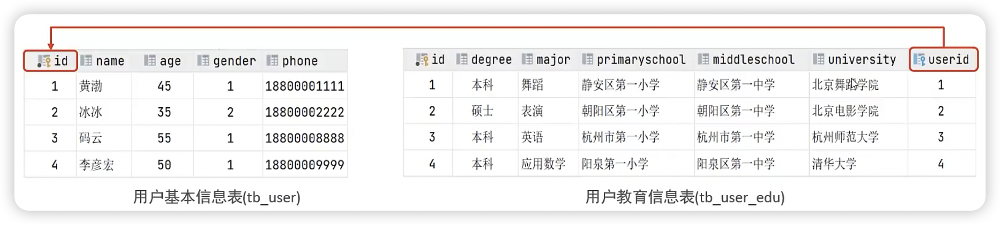 id name age gender phone
1 黄渤 45 1 18800001111
2 冰冰 35 2 18800002222
3 码云 55 1 18800008888
4 李彦宏 50 1 18800009999
用户基本信息表(tb_user)
id degree major primaryschool middleschool university userid
1 本科 舞蹈 静安区第一小学 静安区第一中学 北京舞蹈学院 1
2 硕士 表演 朝阳区第一小学 朝阳区第一中学 北京电影学院 2
3 本科 英语 杭州市第一小学 杭州市第一中学 杭州师范大学 3
4 本科 应用数学 阳泉第一小学 阳泉区第一中学 清华大学 4
用户教育信息表(tb_user_edu)